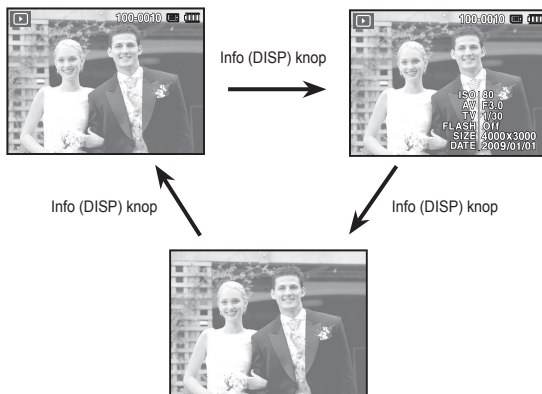 100-0010
Info (DISP) knop
100-0010
ISO 80
AV F3.0
TV 1/30
FLASH Off
SIZE 4000X3000
DATE 2009/01/01
Info (DISP) knop
Info (DISP) knop